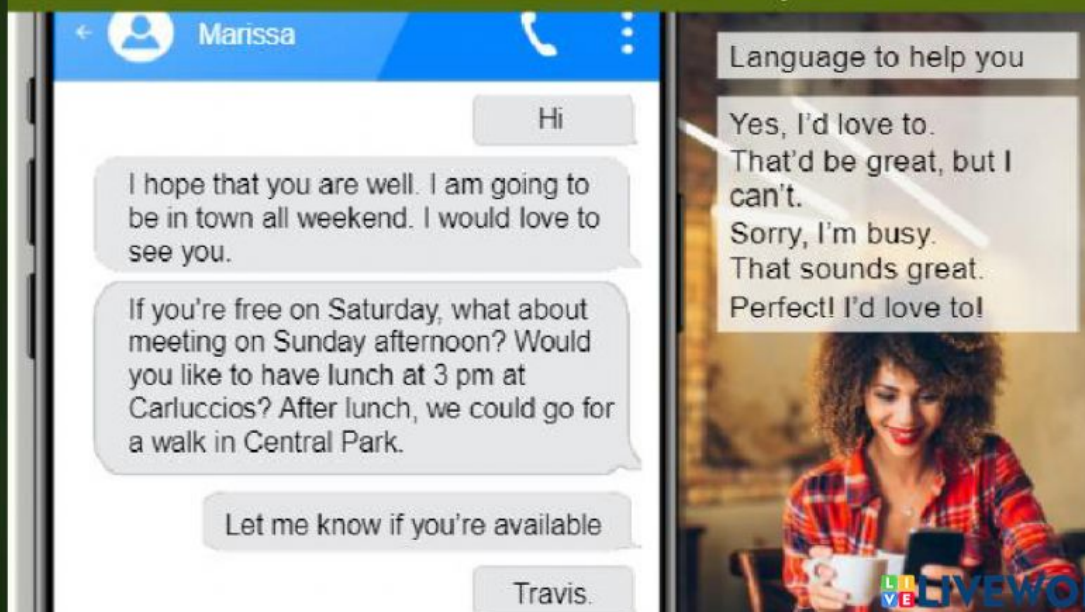 Marissa
Hi
I hope that you are well. I am going to
be in town all weekend. I would love to
see you.
If you're free on Saturday, what about
meeting on Sunday afternoon? Would
you like to have lunch at 3 pm at
Carluccios? After lunch, we could go for
a walk in Central Park.
Let me know if you're available
Travis.
Language to help you
Yes, I'd love to.
That'd be great, but I
can't.
Sorry, I'm busy.
That sounds great.
Perfect! I'd love to!
LIVE
LIVEWO